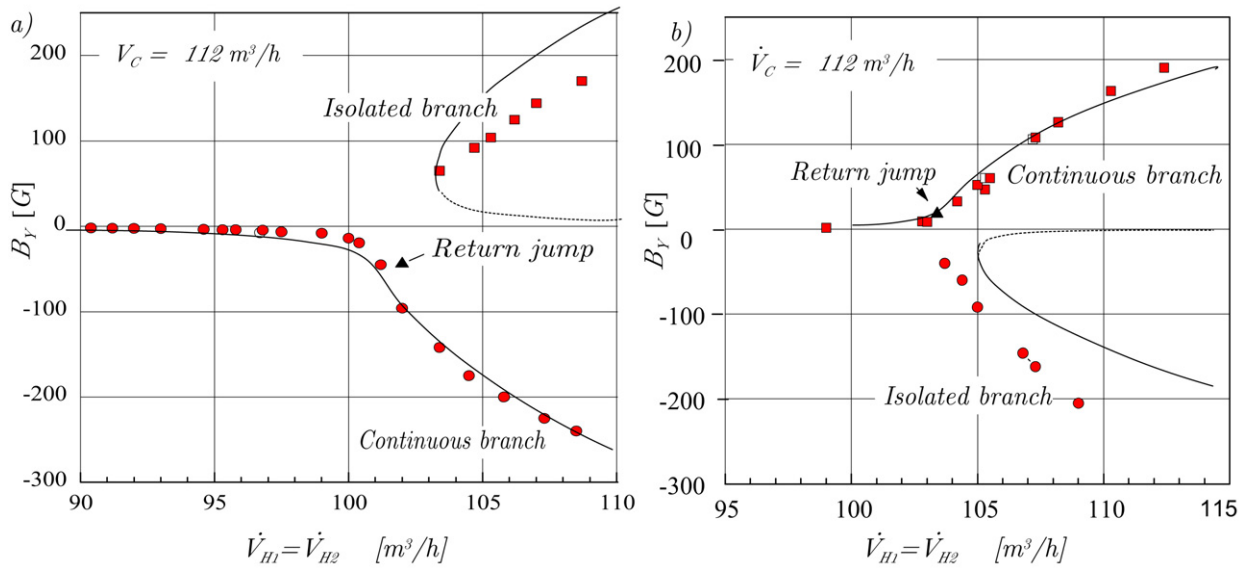 a)
V_C = 112 m³/h
Isolated branch
Return jump
Continuous branch
B_Y [G]
200
100
0
-100
-200
-300
90
95
100
105
110
V̇_H1=V̇_H2 [m³/h]
b)
V̇_C = 112 m³/h
Return jump
Continuous branch
Isolated branch
B_Y [G]
200
100
0
-100
-200
-300
95
100
105
110
115
V̇_H1=V̇_H2 [m³/h]